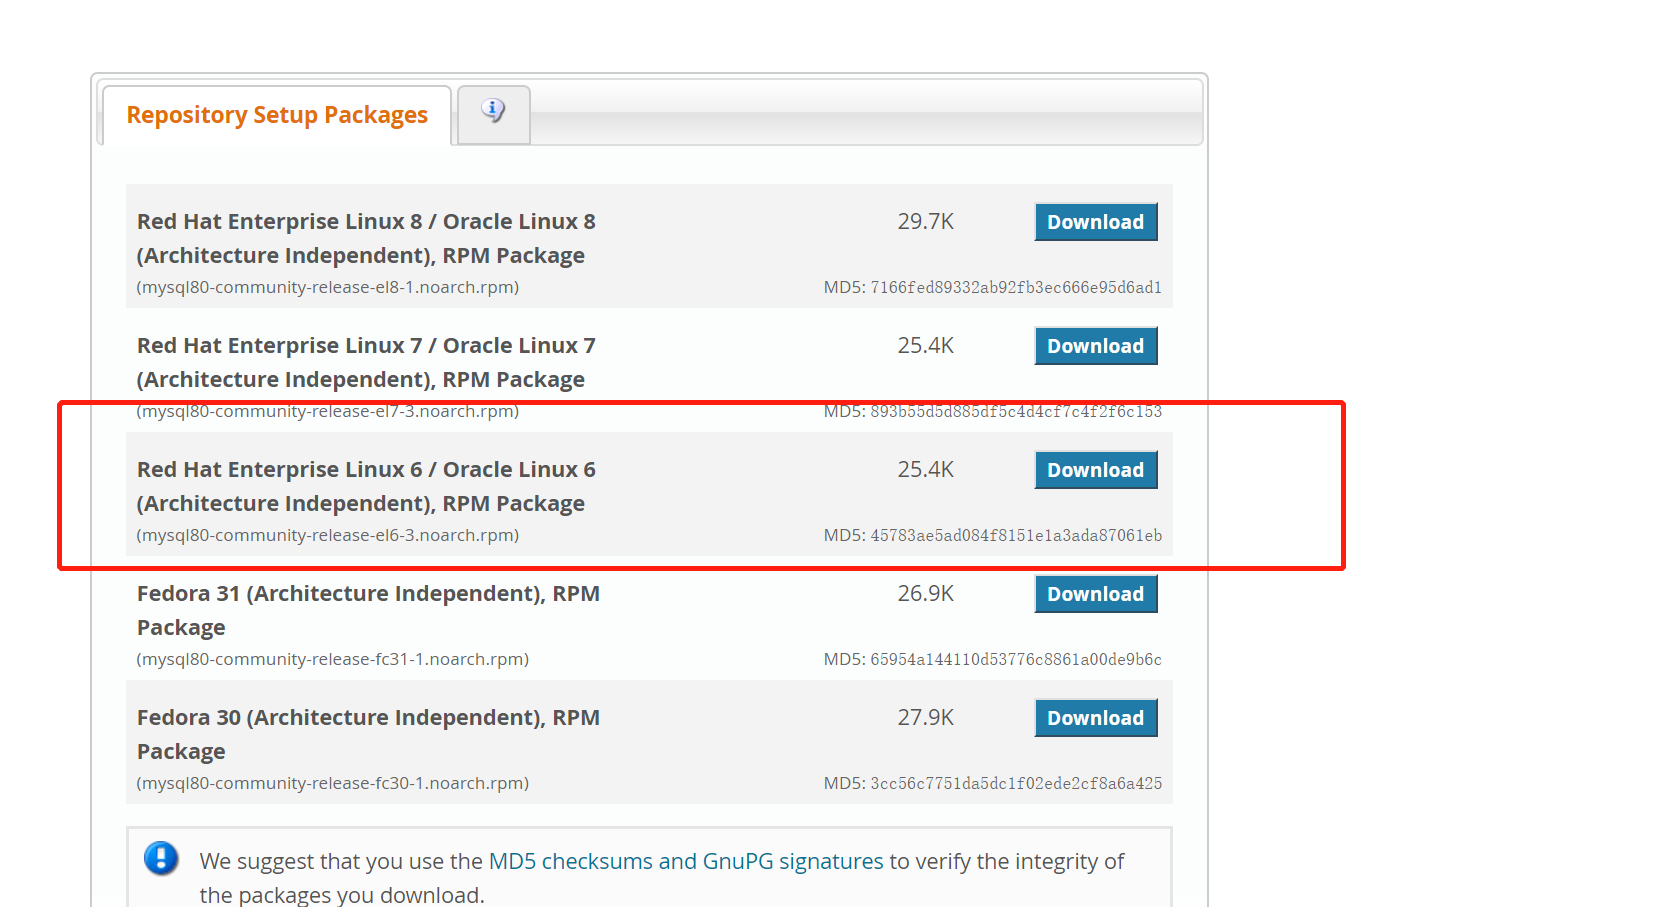 Repository Setup Packages
Red Hat Enterprise Linux 8 / Oracle Linux 8
29.7K
Download
(Architecture Independent), RPM Package
(mysql80-community-release-el8-1.noarch.rpm)
MD5: 7166fed89332ab92fb3ec666e95d6ad1
Red Hat Enterprise Linux 7 / Oracle Linux 7
25.4K
Download
(Architecture Independent), RPM Package
(mysql80-community-release-el7-3.noarch.rpm)
MD5: 893b55d5d885df5c4d4cf7c4f2f6c153
Red Hat Enterprise Linux 6 / Oracle Linux 6
25.4K
Download
(Architecture Independent), RPM Package
(mysql80-community-release-el6-3.noarch.rpm)
MD5: 45783ae5ad084f8151e1a3ada87061eb
Fedora 31 (Architecture Independent), RPM
26.9K
Download
Package
(mysql80-community-release-fc31-1.noarch.rpm)
MD5: 65954a144110d53776c8861a00de9b6c
Fedora 30 (Architecture Independent), RPM
27.9K
Download
Package
(mysql80-community-release-fc30-1.noarch.rpm)
MD5: 3cc56c7751da5dc1f02ede2cf8a6a425
We suggest that you use the MD5 checksums and GnuPG signatures to verify the integrity of
the packages you download.